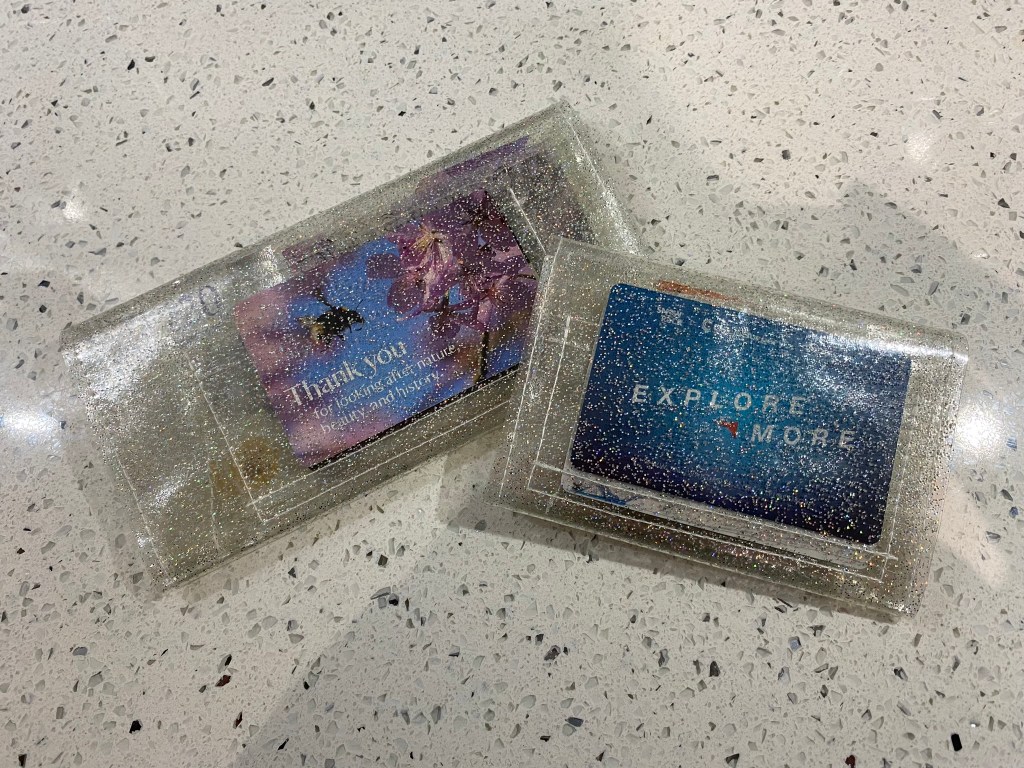 Thank you
for looking after nature,
beauty and history.
EXPLORE
MORE